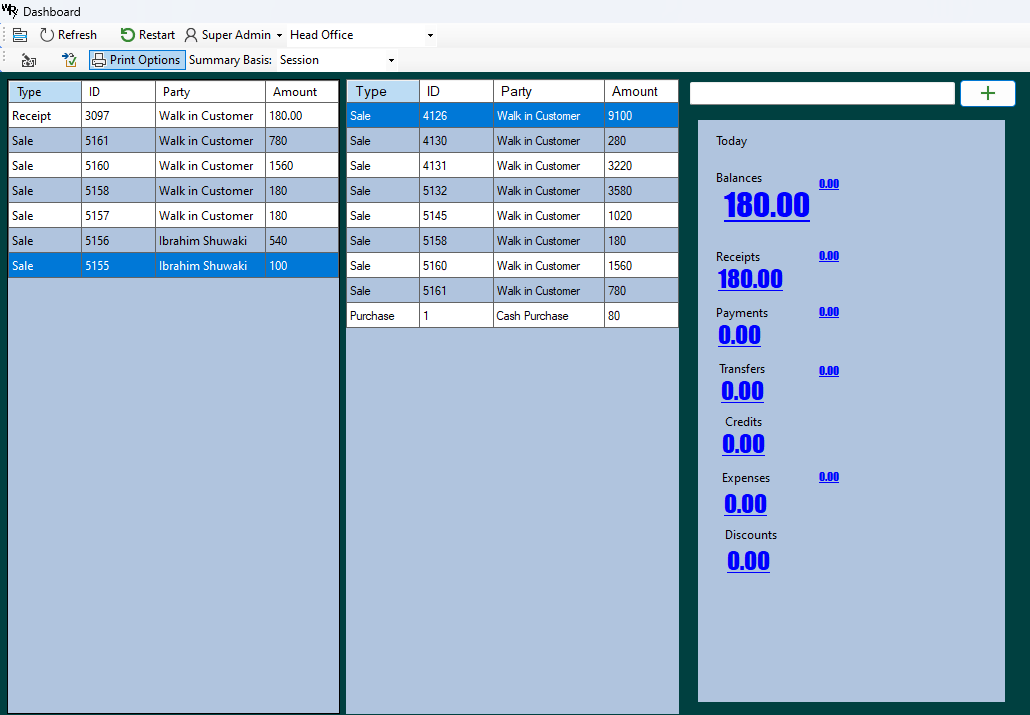 Dashboard
Refresh Restart Super Admin Head Office
Print Options Summary Basis: Session
Type ID Party Amount
Receipt 3097 Walk in Customer 180.00
Sale 5161 Walk in Customer 780
Sale 5160 Walk in Customer 1560
Sale 5158 Walk in Customer 180
Sale 5157 Walk in Customer 180
Sale 5156 Ibrahim Shuwaki 540
Sale 5155 Ibrahim Shuwaki 100
Type ID Party Amount
Sale 4126 Walk in Customer 9100
Sale 4130 Walk in Customer 280
Sale 4131 Walk in Customer 3220
Sale 5132 Walk in Customer 3580
Sale 5145 Walk in Customer 1020
Sale 5158 Walk in Customer 180
Sale 5160 Walk in Customer 1560
Sale 5161 Walk in Customer 780
Purchase 1 Cash Purchase 80
Today
Balances 0.00
180.00
Receipts 0.00
180.00
Payments 0.00
0.00
Transfers 0.00
0.00
Credits
0.00
Expenses 0.00
0.00
Discounts
0.00